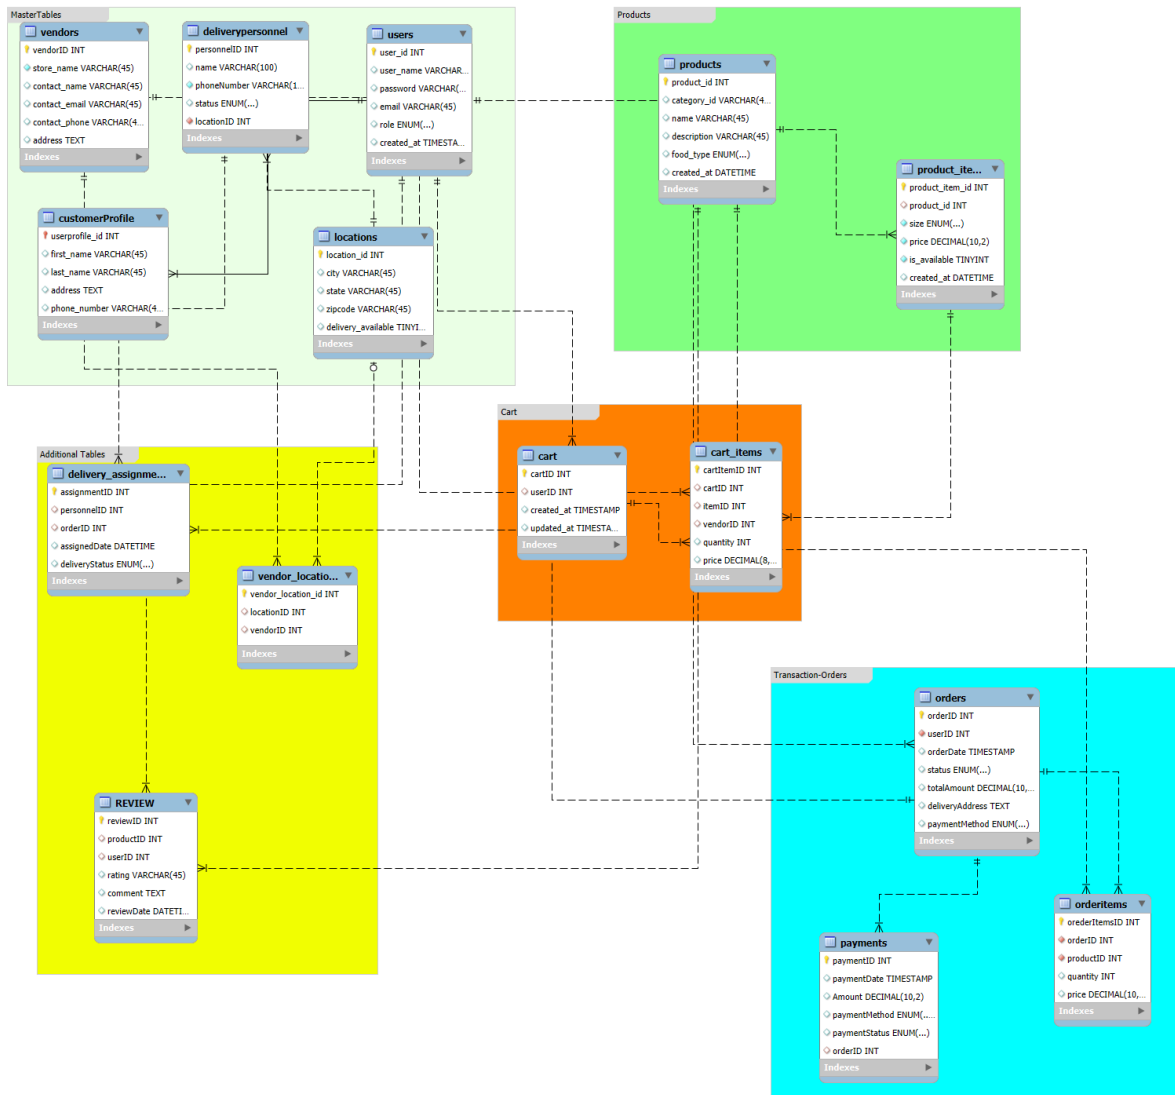 MasterTables
vendors
vendorID INT
store_name VARCHAR(45)
contact_name VARCHAR(45)
contact_email VARCHAR(45)
contact_phone VARCHAR(4...
address TEXT
Indexes
deliverypersonnel
personnelID INT
name VARCHAR(100)
phoneNumber VARCHAR(1...
status ENUM(...)
locationID INT
Indexes
users
user_id INT
user_name VARCHAR...
password VARCHAR(...
email VARCHAR(45)
role ENUM(...)
created_at TIMESTA...
Indexes
customerProfile
userprofile_id INT
first_name VARCHAR(45)
last_name VARCHAR(45)
address TEXT
phone_number VARCHAR(4...
Indexes
locations
location_id INT
city VARCHAR(45)
state VARCHAR(45)
zipcode VARCHAR(45)
delivery_available TINYI...
Indexes
Products
products
product_id INT
category_id VARCHAR(4...
name VARCHAR(45)
description VARCHAR(45)
food_type ENUM(...)
created_at DATETIME
Indexes
product_ite...
product_item_id INT
product_id INT
size ENUM(...)
price DECIMAL(10,2)
is_available TINYINT
created_at DATETIME
Indexes
Cart
cart
cartID INT
userID INT
created_at TIMESTAMP
updated_at TIMESTA...
Indexes
cart_items
cartItemID INT
cartID INT
itemID INT
vendorID INT
quantity INT
price DECIMAL(8,...
Indexes
Additional Tables
delivery_assignme...
assignmentID INT
personnelID INT
orderID INT
assignedDate DATETIME
deliveryStatus ENUM(...)
Indexes
vendor_locatio...
vendor_location_id INT
locationID INT
vendorID INT
Indexes
REVIEW
reviewID INT
productID INT
userID INT
rating VARCHAR(45)
comment TEXT
reviewDate DATETI...
Indexes
Transaction-Orders
orders
orderID INT
userID INT
orderDate TIMESTAMP
status ENUM(...)
totalAmount DECIMAL(10,...
deliveryAddress TEXT
paymentMethod ENUM(...)
Indexes
orderitems
orederItemsID INT
orderID INT
productID INT
quantity INT
price DECIMAL(10,...
Indexes
payments
paymentID INT
paymentDate TIMESTAMP
Amount DECIMAL(10,2)
paymentMethod ENUM(...
paymentStatus ENUM(...)
orderID INT
Indexes